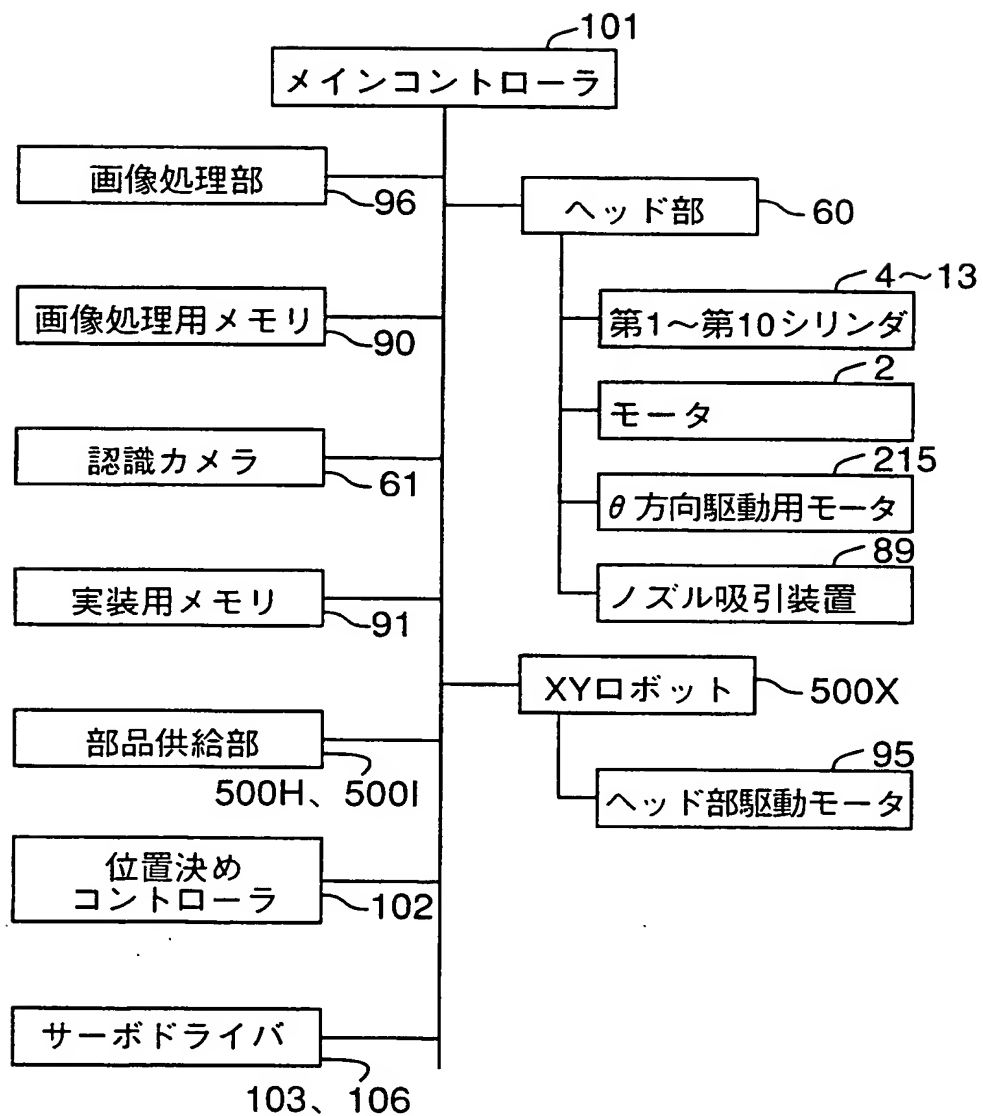 101
メインコントローラ
画像処理部
96
ヘッド部
60
4〜13
第1〜第10シリンダ
画像処理用メモリ
90
2
モータ
認識カメラ
61
215
θ方向駆動用モータ
89
ノズル吸引装置
実装用メモリ
91
XYロボット
500X
部品供給部
500H、500I
95
ヘッド部駆動モータ
位置決め
コントローラ
102
サーボドライバ
103、106